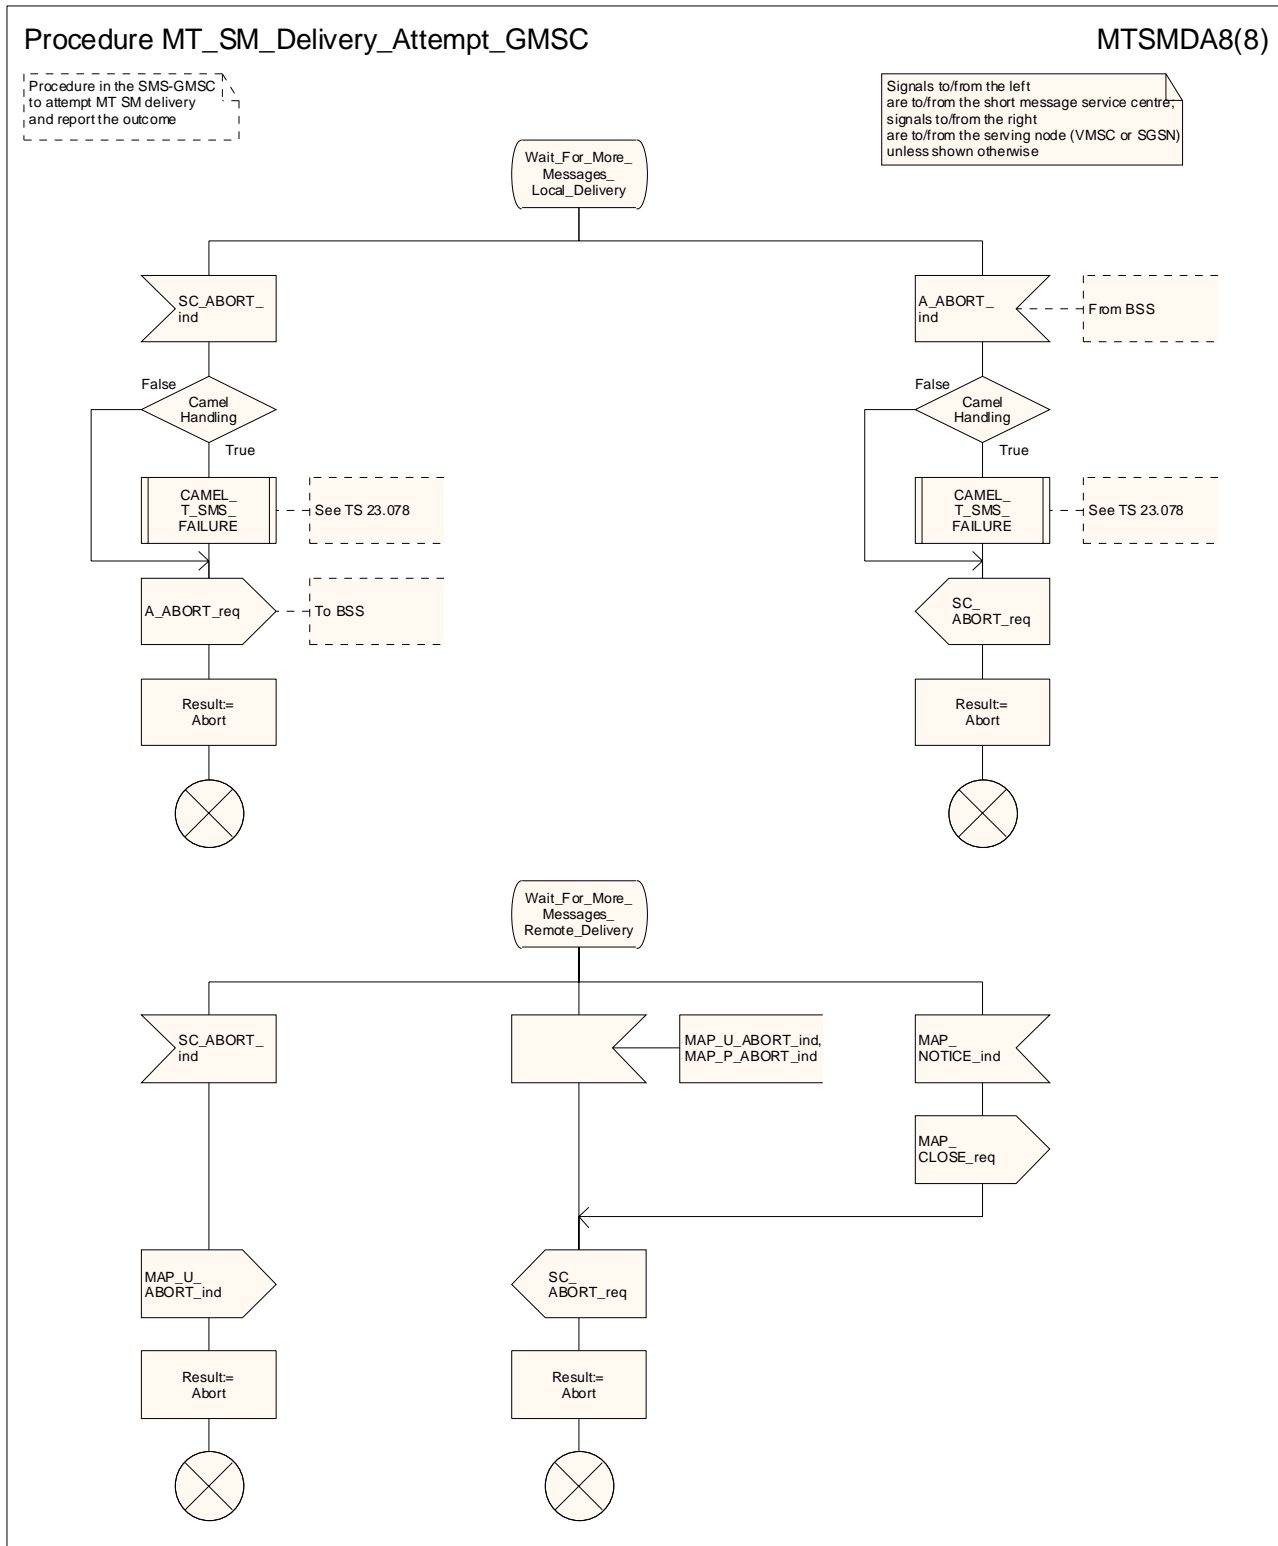 Procedure MT_SM_Delivery_Attempt_GMSC
MTSMDA8(8)
Procedure in the SMS-GMSC
to attempt MT SM delivery
and report the outcome
Signals to/from the left
are to/from the short message service centre;
signals to/from the right
are to/from the serving node (VMSC or SGSN)
unless shown otherwise
Wait_For_More_
Messages_
Local_Delivery
SC_ABORT_
ind
A_ABORT_
ind
From BSS
False
Camel
Handling
True
False
Camel
Handling
True
CAMEL_
T_SMS_
FAILURE
See TS 23.078
CAMEL_
T_SMS_
FAILURE
See TS 23.078
A_ABORT_req
To BSS
SC_
ABORT_req
Result:=
Abort
Result:=
Abort
Wait_For_More_
Messages_
Remote_Delivery
SC_ABORT_
ind
MAP_U_ABORT_ind,
MAP_P_ABORT_ind
MAP_
NOTICE_ind
MAP_
CLOSE_req
MAP_U_
ABORT_ind
SC_
ABORT_req
Result:=
Abort
Result:=
Abort